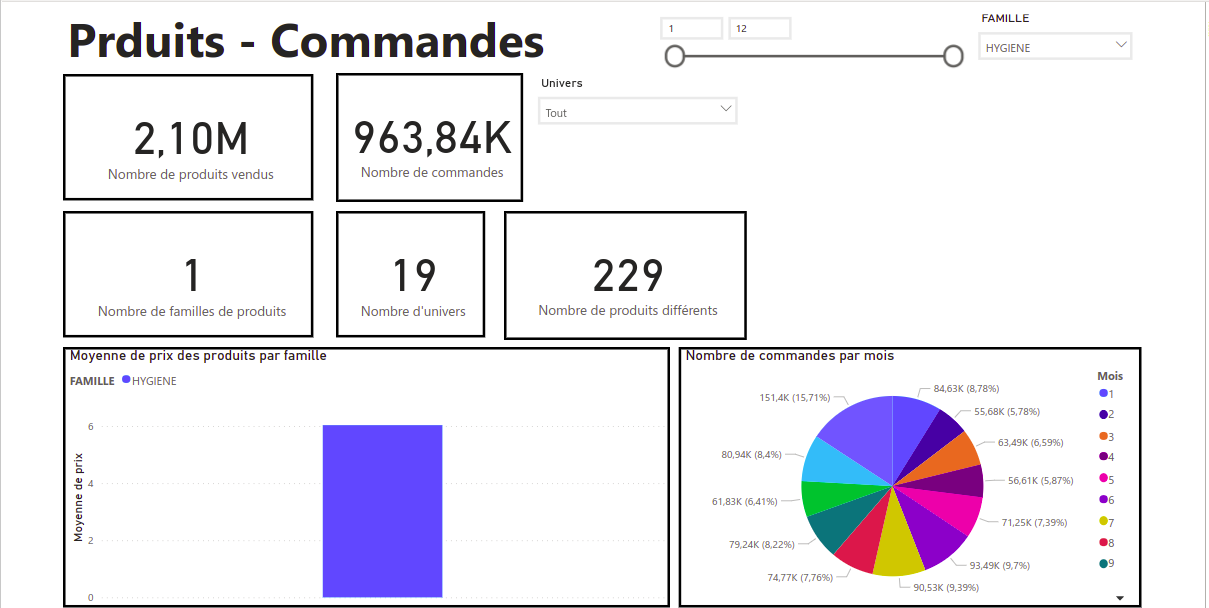 Prduits - Commandes
1
12
FAMILLE
HYGIENE
Univers
Tout
2,10M
Nombre de produits vendus
963,84K
Nombre de commandes
1
Nombre de familles de produits
19
Nombre d'univers
229
Nombre de produits différents
Moyenne de prix des produits par famille
FAMILLE HYGIENE
Moyenne de prix
6
4
2
0
Nombre de commandes par mois
84,63K (8,78%)
55,68K (5,78%)
63,49K (6,59%)
56,61K (5,87%)
71,25K (7,39%)
93,49K (9,7%)
90,53K (9,39%)
74,77K (7,76%)
79,24K (8,22%)
61,83K (6,41%)
80,94K (8,4%)
151,4K (15,71%)
Mois
1
2
3
4
5
6
7
8
9